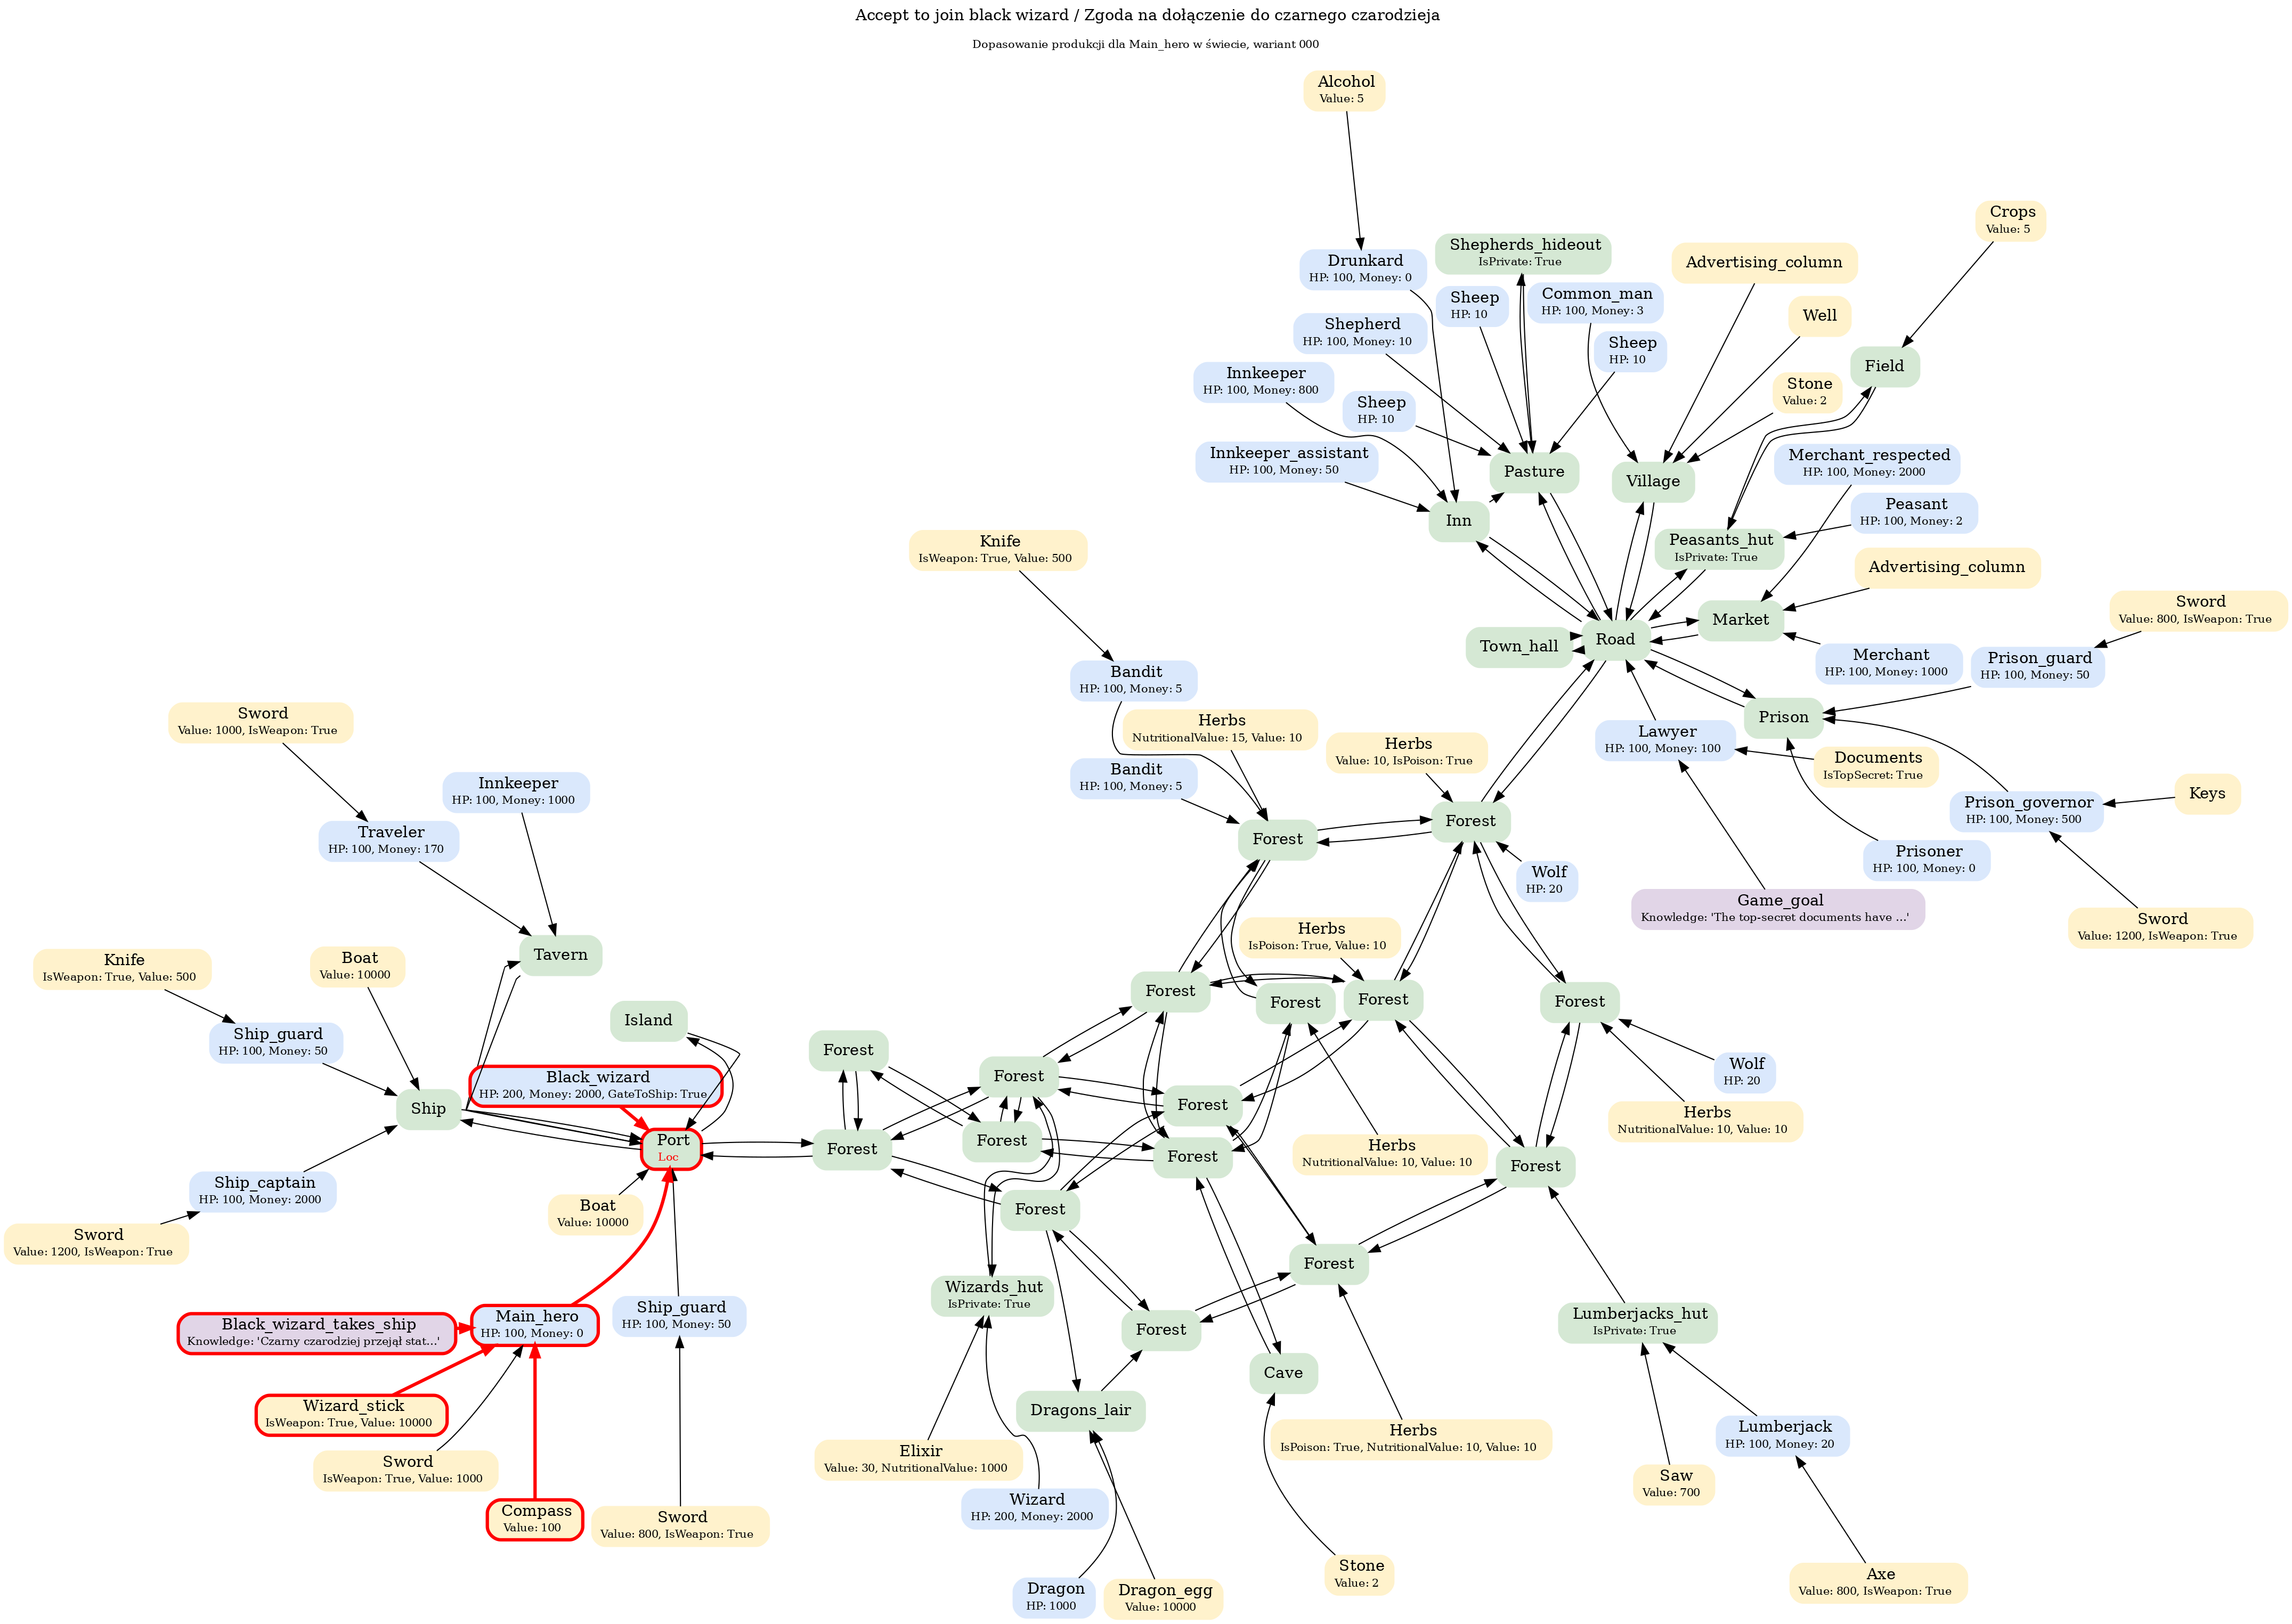 Accept to join black wizard / Zgoda na dołączenie do czarnego czarodzieja
Dopasowanie produkcji dla Main_hero w świecie, wariant 000
Alcohol
Value: 5
Crops
Value: 5
Drunkard
HP: 100, Money: 0
Shepherds_hideout
IsPrivate: True
Advertising_column
Sheep
HP: 10
Common_man
HP: 100, Money: 3
Well
Shepherd
HP: 100, Money: 10
Sheep
HP: 10
Field
Innkeeper
HP: 100, Money: 800
Stone
Value: 2
Sheep
HP: 10
Innkeeper_assistant
HP: 100, Money: 50
Pasture
Village
Merchant_respected
HP: 100, Money: 2000
Inn
Peasant
HP: 100, Money: 2
Knife
IsWeapon: True, Value: 500
Peasants_hut
IsPrivate: True
Advertising_column
Market
Sword
Value: 800, IsWeapon: True
Town_hall
Road
Merchant
HP: 100, Money: 1000
Prison_guard
HP: 100, Money: 50
Bandit
HP: 100, Money: 5
Sword
Value: 1000, IsWeapon: True
Herbs
NutritionalValue: 15, Value: 10
Prison
Lawyer
HP: 100, Money: 100
Herbs
Value: 10, IsPoison: True
Documents
IsTopSecret: True
Innkeeper
HP: 100, Money: 1000
Bandit
HP: 100, Money: 5
Keys
Prison_governor
HP: 100, Money: 500
Traveler
HP: 100, Money: 170
Forest
Forest
Prisoner
HP: 100, Money: 0
Wolf
HP: 20
Game_goal
Knowledge: 'The top-secret documents have ...'
Sword
Value: 1200, IsWeapon: True
Herbs
IsPoison: True, Value: 10
Tavern
Knife
IsWeapon: True, Value: 500
Boat
Value: 10000
Forest
Forest
Forest
Forest
Island
Ship_guard
HP: 100, Money: 50
Forest
Wolf
HP: 20
Black_wizard
HP: 200, Money: 2000, GateToShip: True
Forest
Ship
Forest
Herbs
NutritionalValue: 10, Value: 10
Port
Loc
Forest
Forest
Forest
Herbs
NutritionalValue: 10, Value: 10
Forest
Ship_captain
HP: 100, Money: 2000
Boat
Value: 10000
Forest
Sword
Value: 1200, IsWeapon: True
Forest
Wizards_hut
IsPrivate: True
Main_hero
HP: 100, Money: 0
Ship_guard
HP: 100, Money: 50
Black_wizard_takes_ship
Knowledge: 'Czarny czarodziej przejął stat...'
Forest
Lumberjacks_hut
IsPrivate: True
Cave
Wizard_stick
IsWeapon: True, Value: 10000
Dragons_lair
Lumberjack
HP: 100, Money: 20
Herbs
IsPoison: True, NutritionalValue: 10, Value: 10
Elixir
Value: 30, NutritionalValue: 1000
Sword
IsWeapon: True, Value: 1000
Saw
Value: 700
Compass
Value: 100
Wizard
HP: 200, Money: 2000
Sword
Value: 800, IsWeapon: True
Stone
Value: 2
Axe
Value: 800, IsWeapon: True
Dragon
HP: 1000
Dragon_egg
Value: 10000